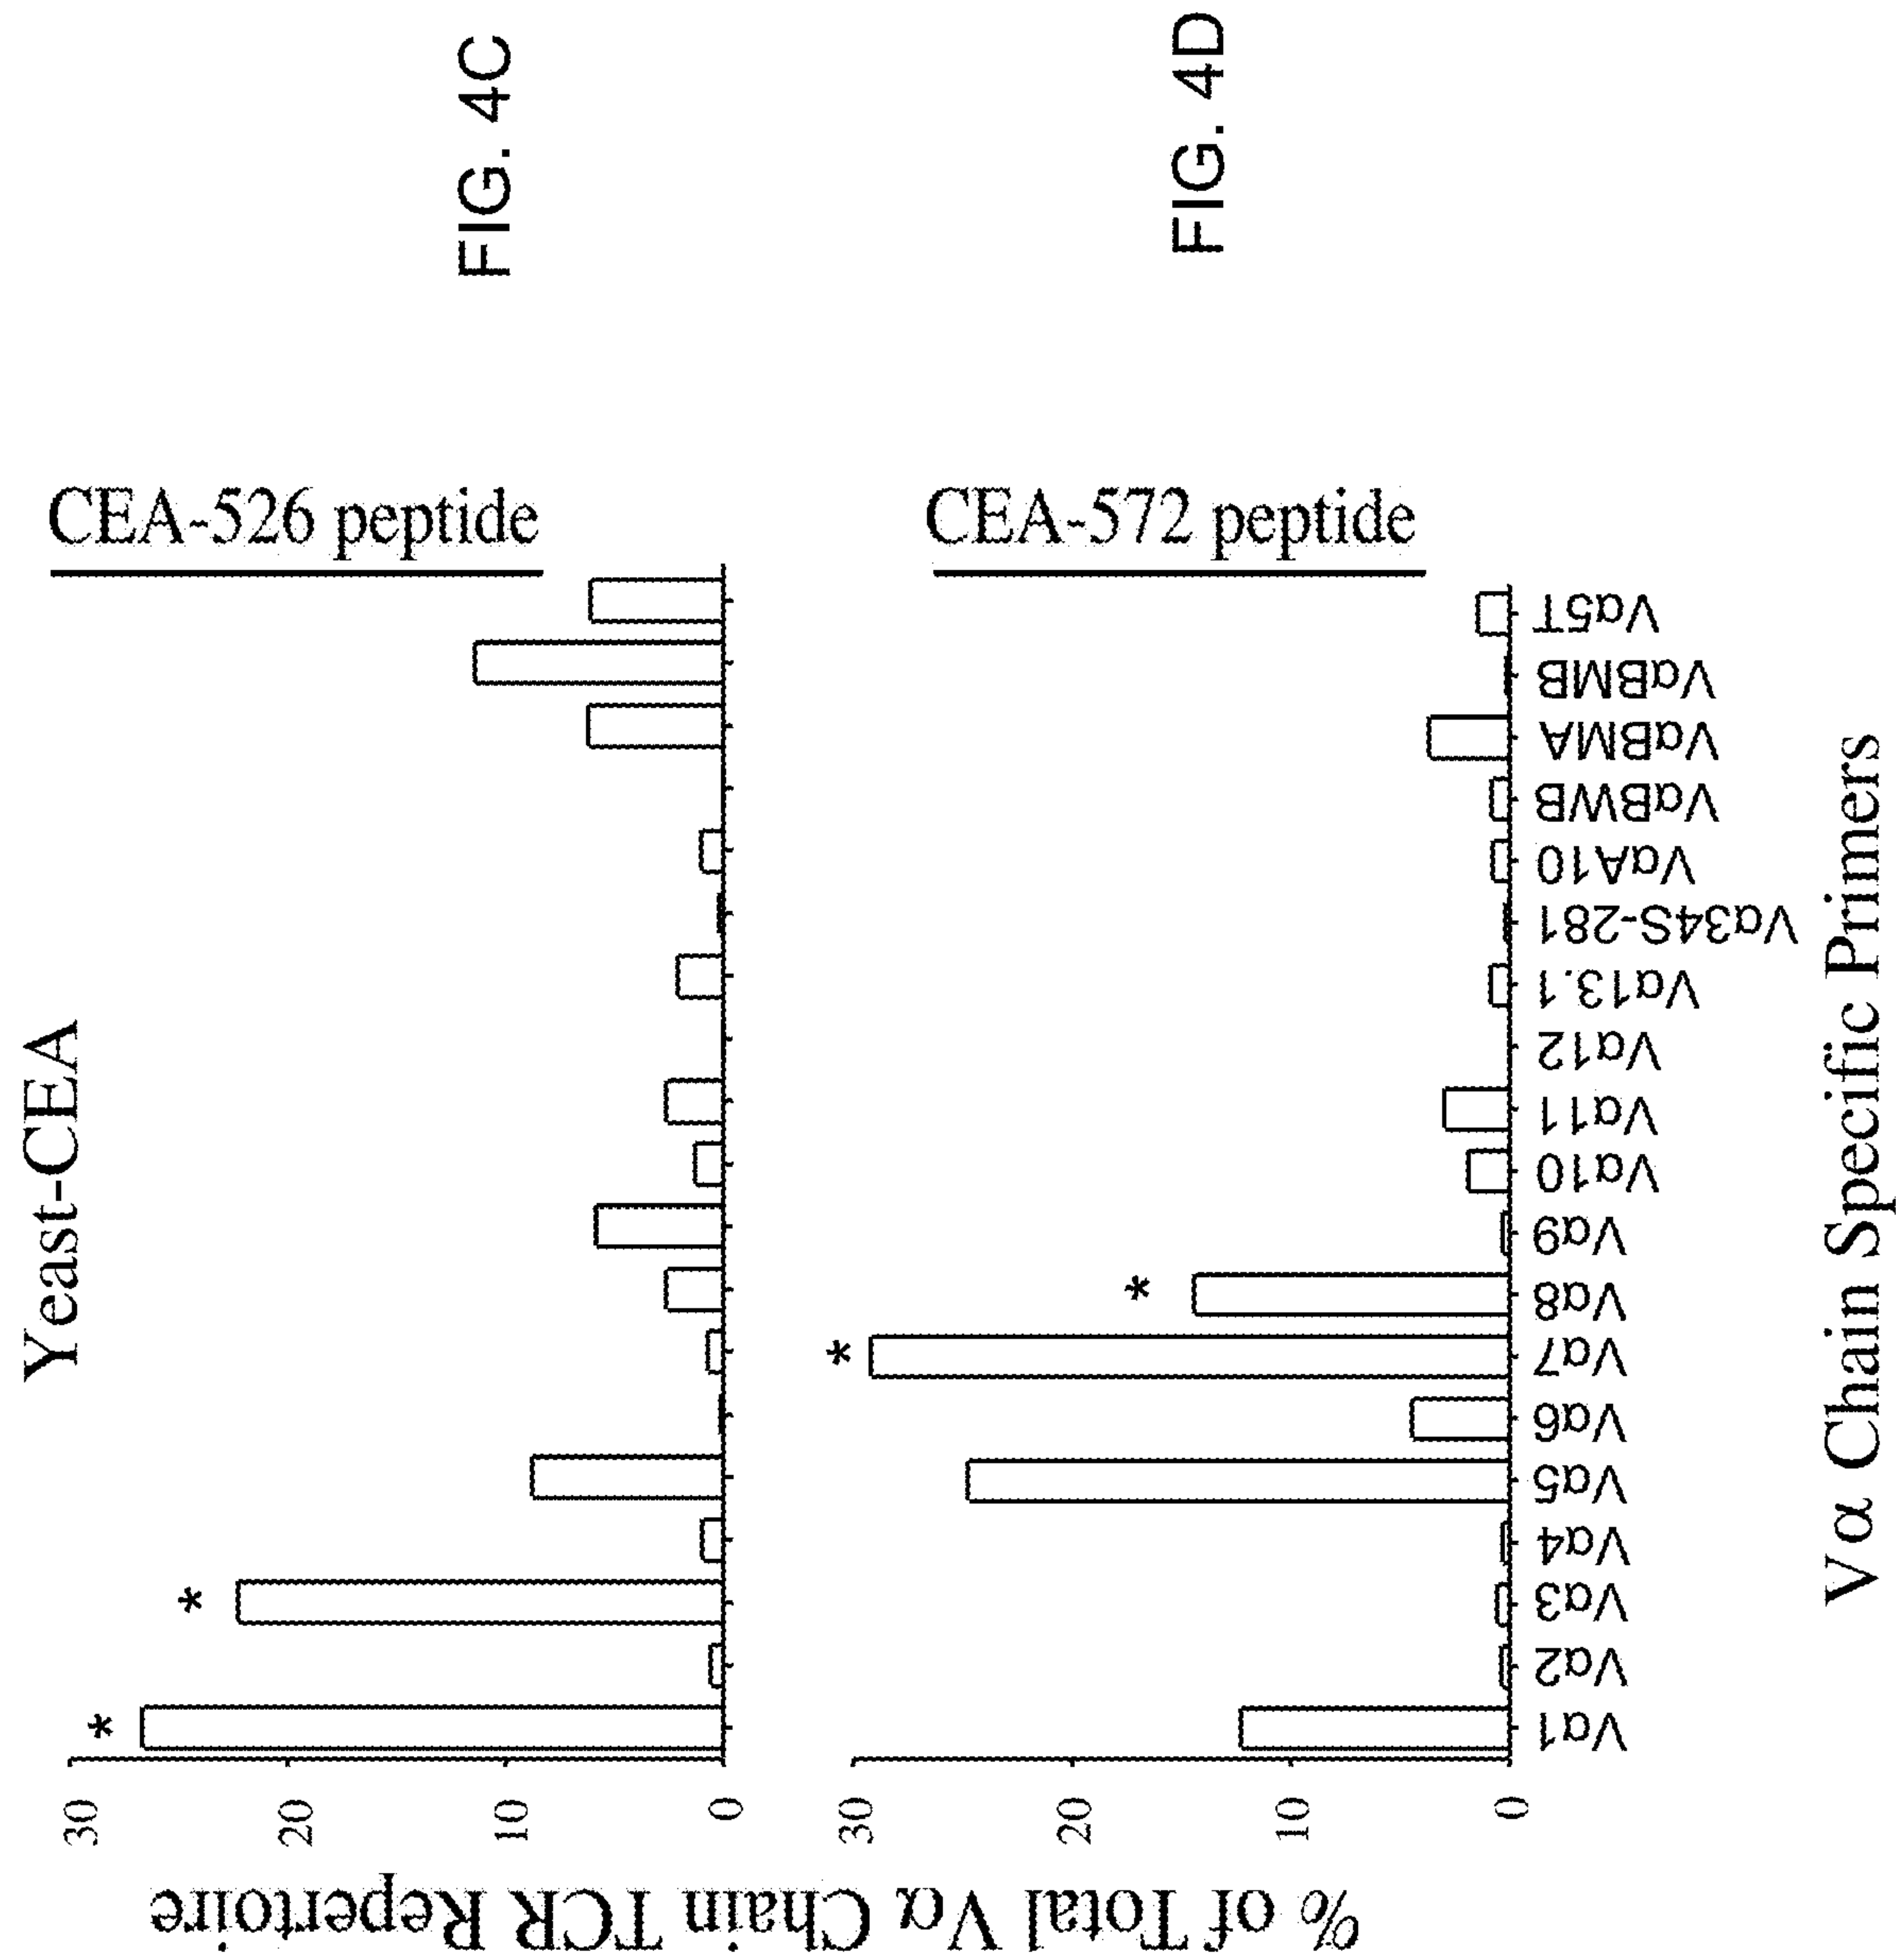 Yeast-CEA
CEA-526 peptide
*
*
30
20
10
0
FIG. 4C
% of Total Vα Chain TCR Repertoire
CEA-572 peptide
*
*
30
20
10
0
FIG. 4D
Vα1
Vα2
Vα3
Vα4
Vα5
Vα6
Vα7
Vα8
Vα9
Vα10
Vα11
Vα12
Vα13.1
Vα34S-281
VαA10
VαBWB
VαBMA
VαBMB
Vα5T
Vα Chain Specific Primers